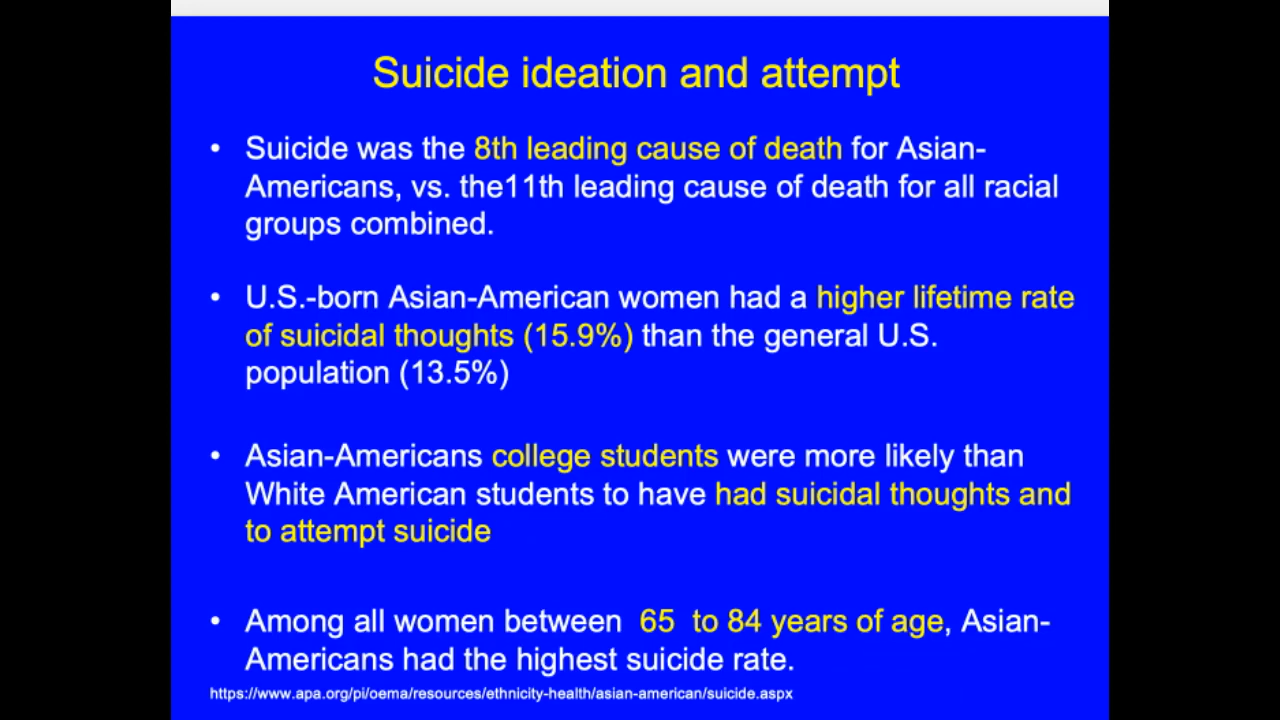 Suicide ideation and attempt
• Suicide was the 8th leading cause of death for Asian-
Americans, vs. the11th leading cause of death for all racial
groups combined.
• U.S.-born Asian-American women had a higher lifetime rate
of suicidal thoughts (15.9%) than the general U.S.
population (13.5%)
• Asian-Americans college students were more likely than
White American students to have had suicidal thoughts and
to attempt suicide
• Among all women between  65  to 84 years of age, Asian-
Americans had the highest suicide rate.
https://www.apa.org/pi/oema/resources/ethnicity-health/asian-american/suicide.aspx